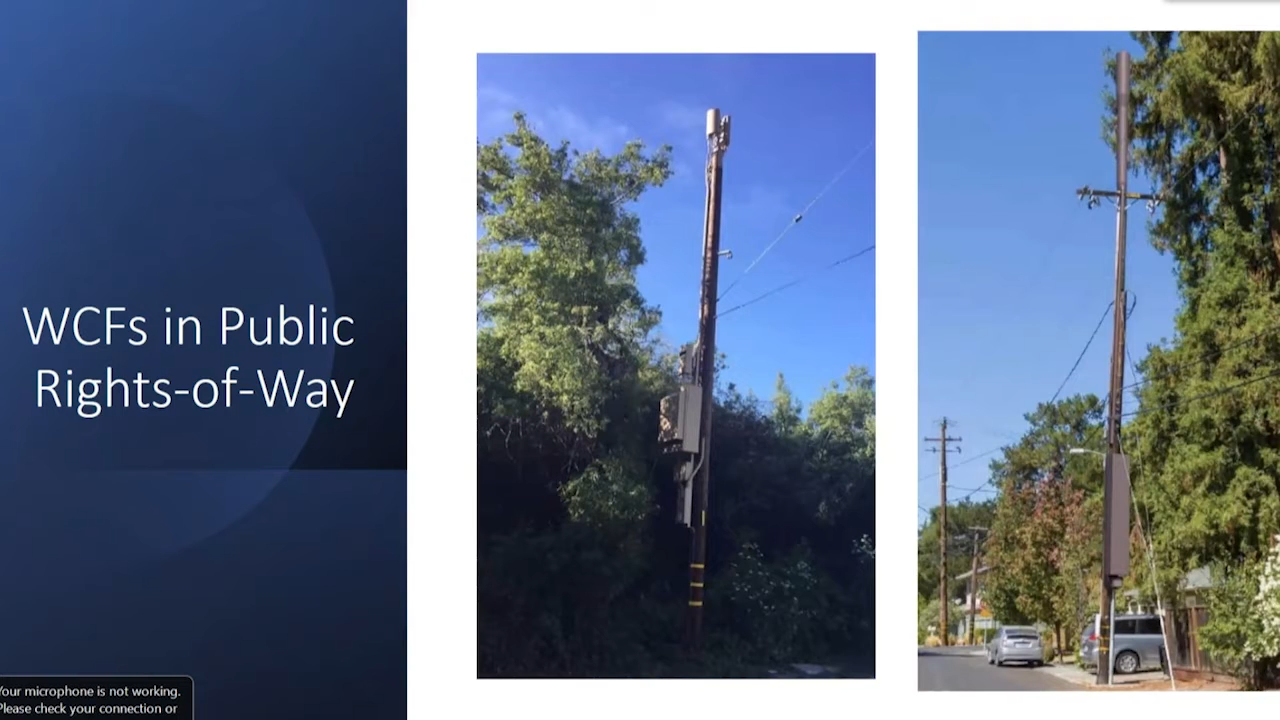 WCFs in Public
Rights-of-Way
Your microphone is not working.
Please check your connection or